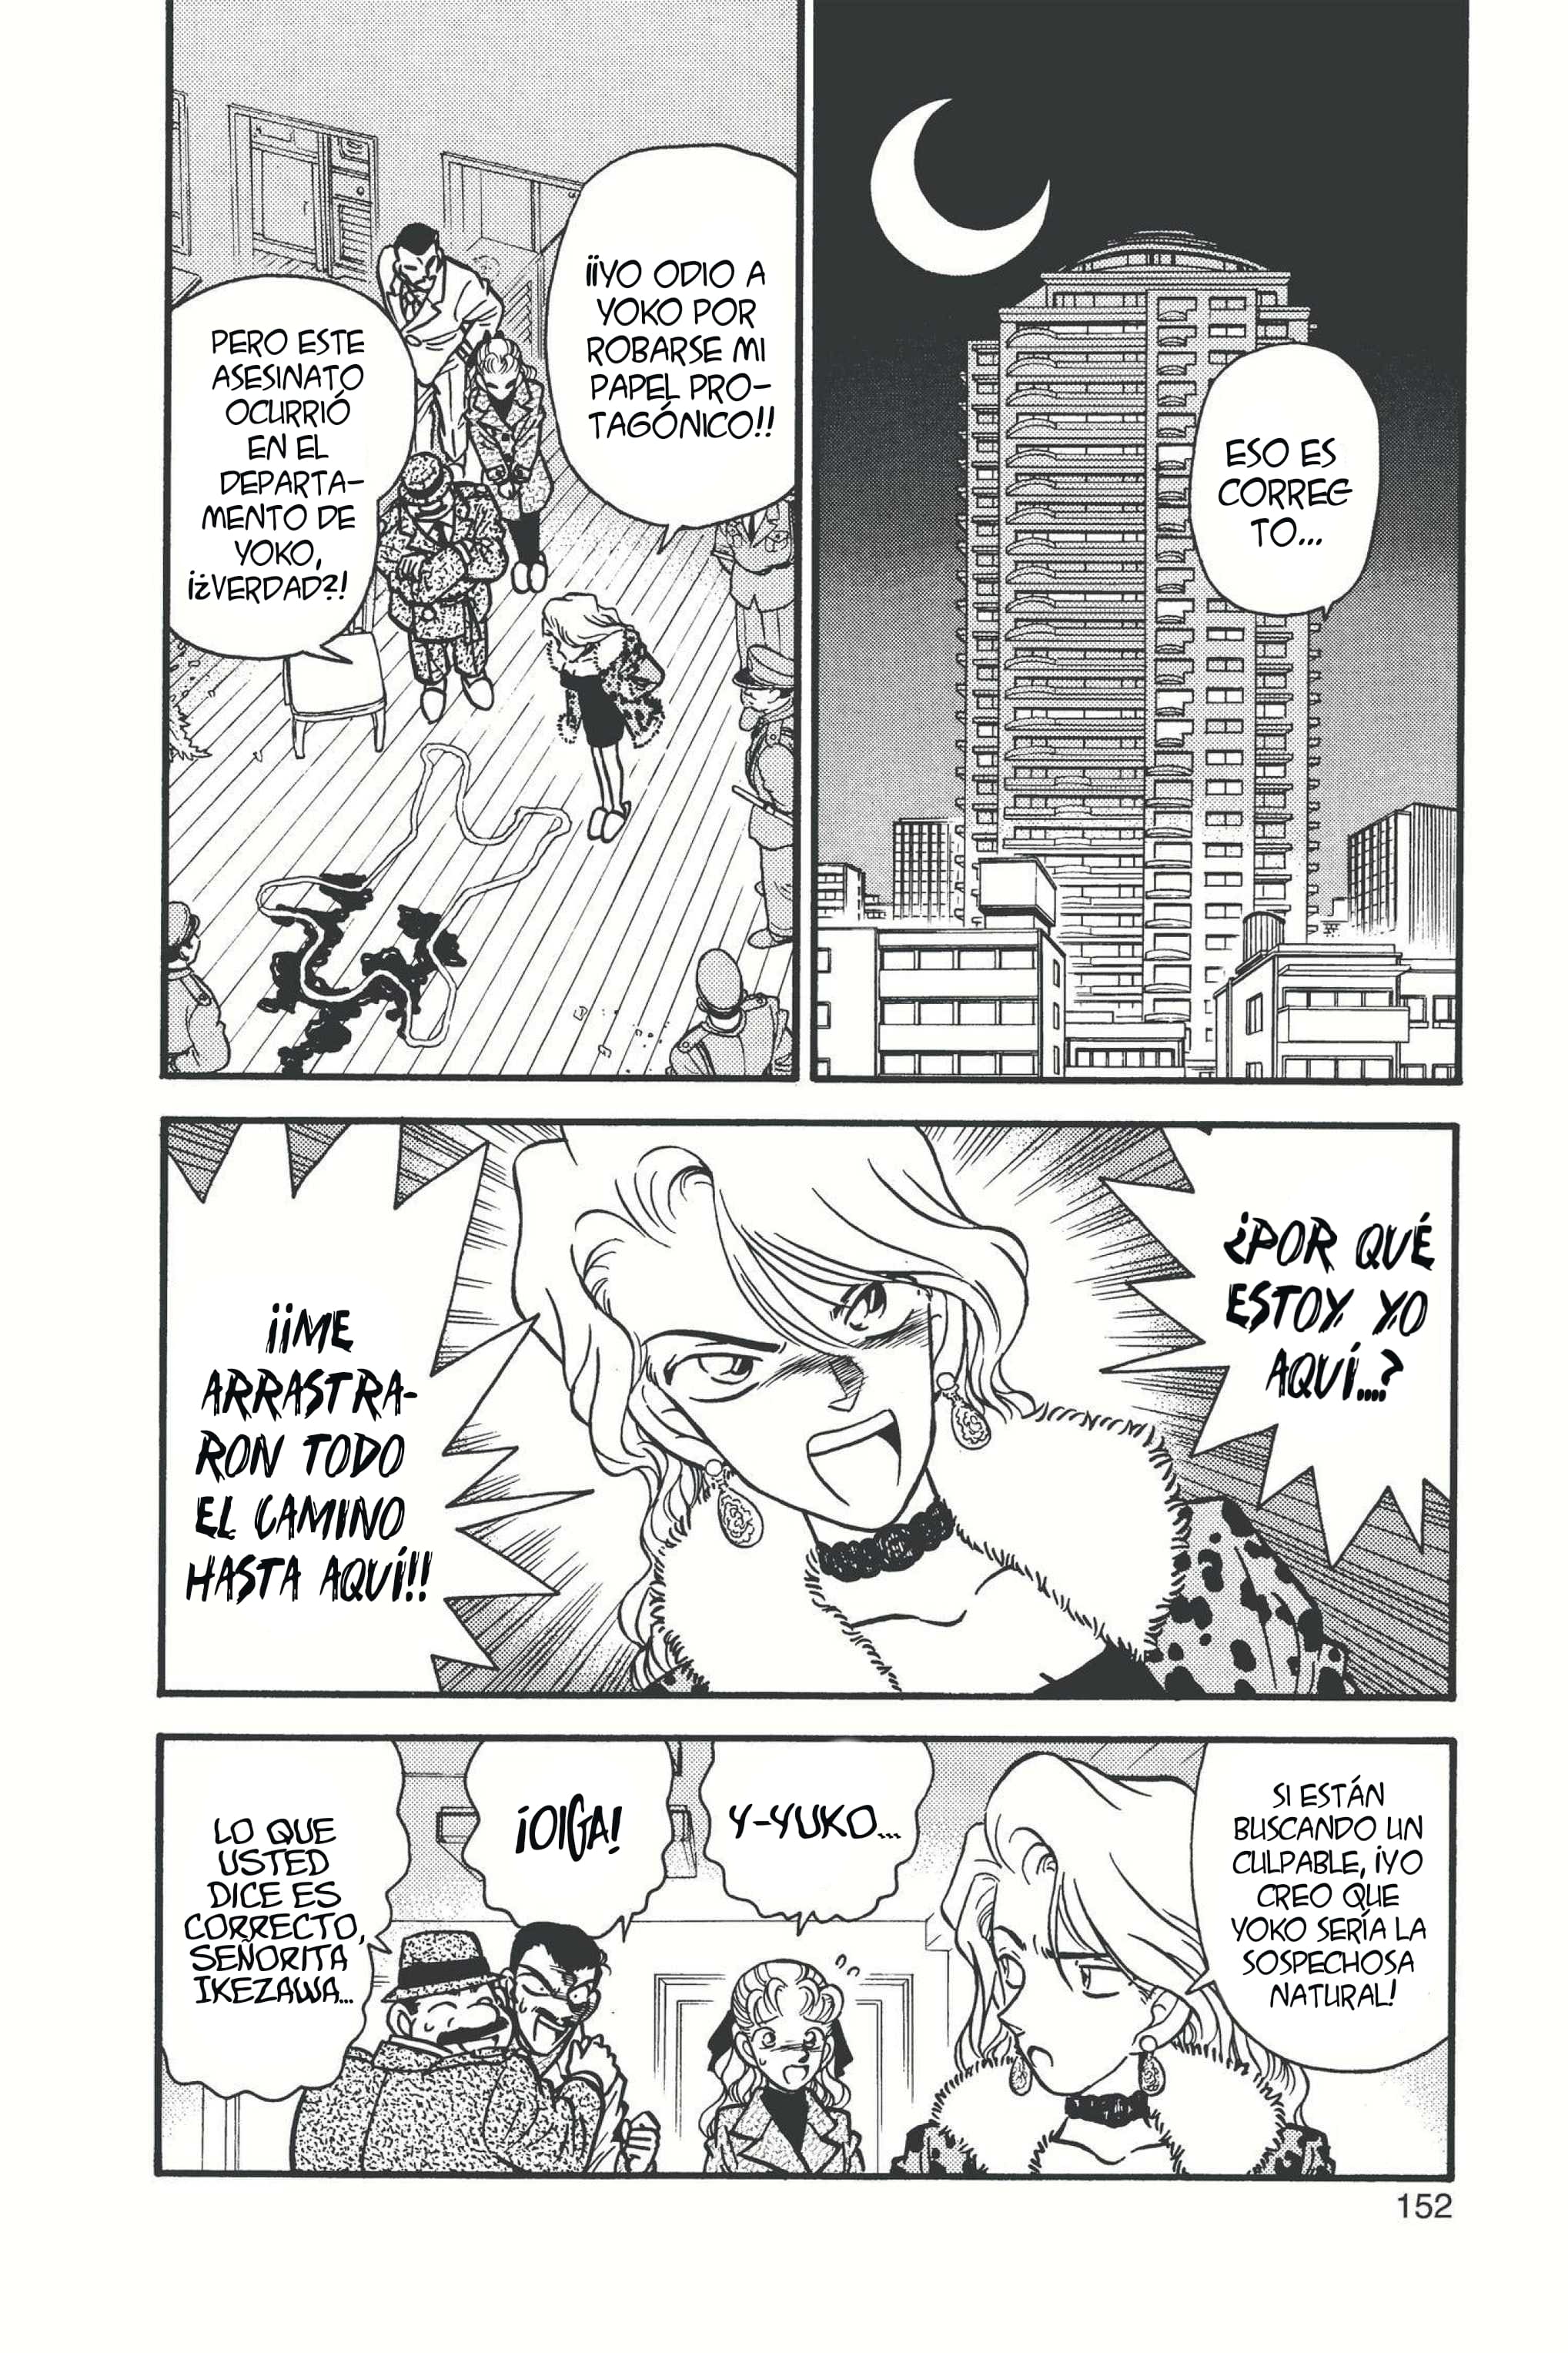 ESO ES
CORREC-
TO...
¡¡YO ODIO A
YOKO POR
ROBARSE MI
PAPEL PRO-
TAGÓNICO!!
PERO ESTE
ASESINATO
OCURRIÓ
EN EL
DEPARTA-
MENTO DE
YOKO,
¡¿VERDAD?!
¿POR QUÉ
ESTOY YO
AQUÍ...?
¡¡ME
ARRASTRA-
RON TODO
EL CAMINO
HASTA AQUÍ!!
SI ESTÁN
BUSCANDO UN
CULPABLE, ¡YO
CREO QUE
YOKO SERÍA LA
SOSPECHOSA
NATURAL!
Y-YUKO...
¡OIGA!
LO QUE
USTED
DICE ES
CORRECTO,
SEÑORITA
IKEZAWA...
152